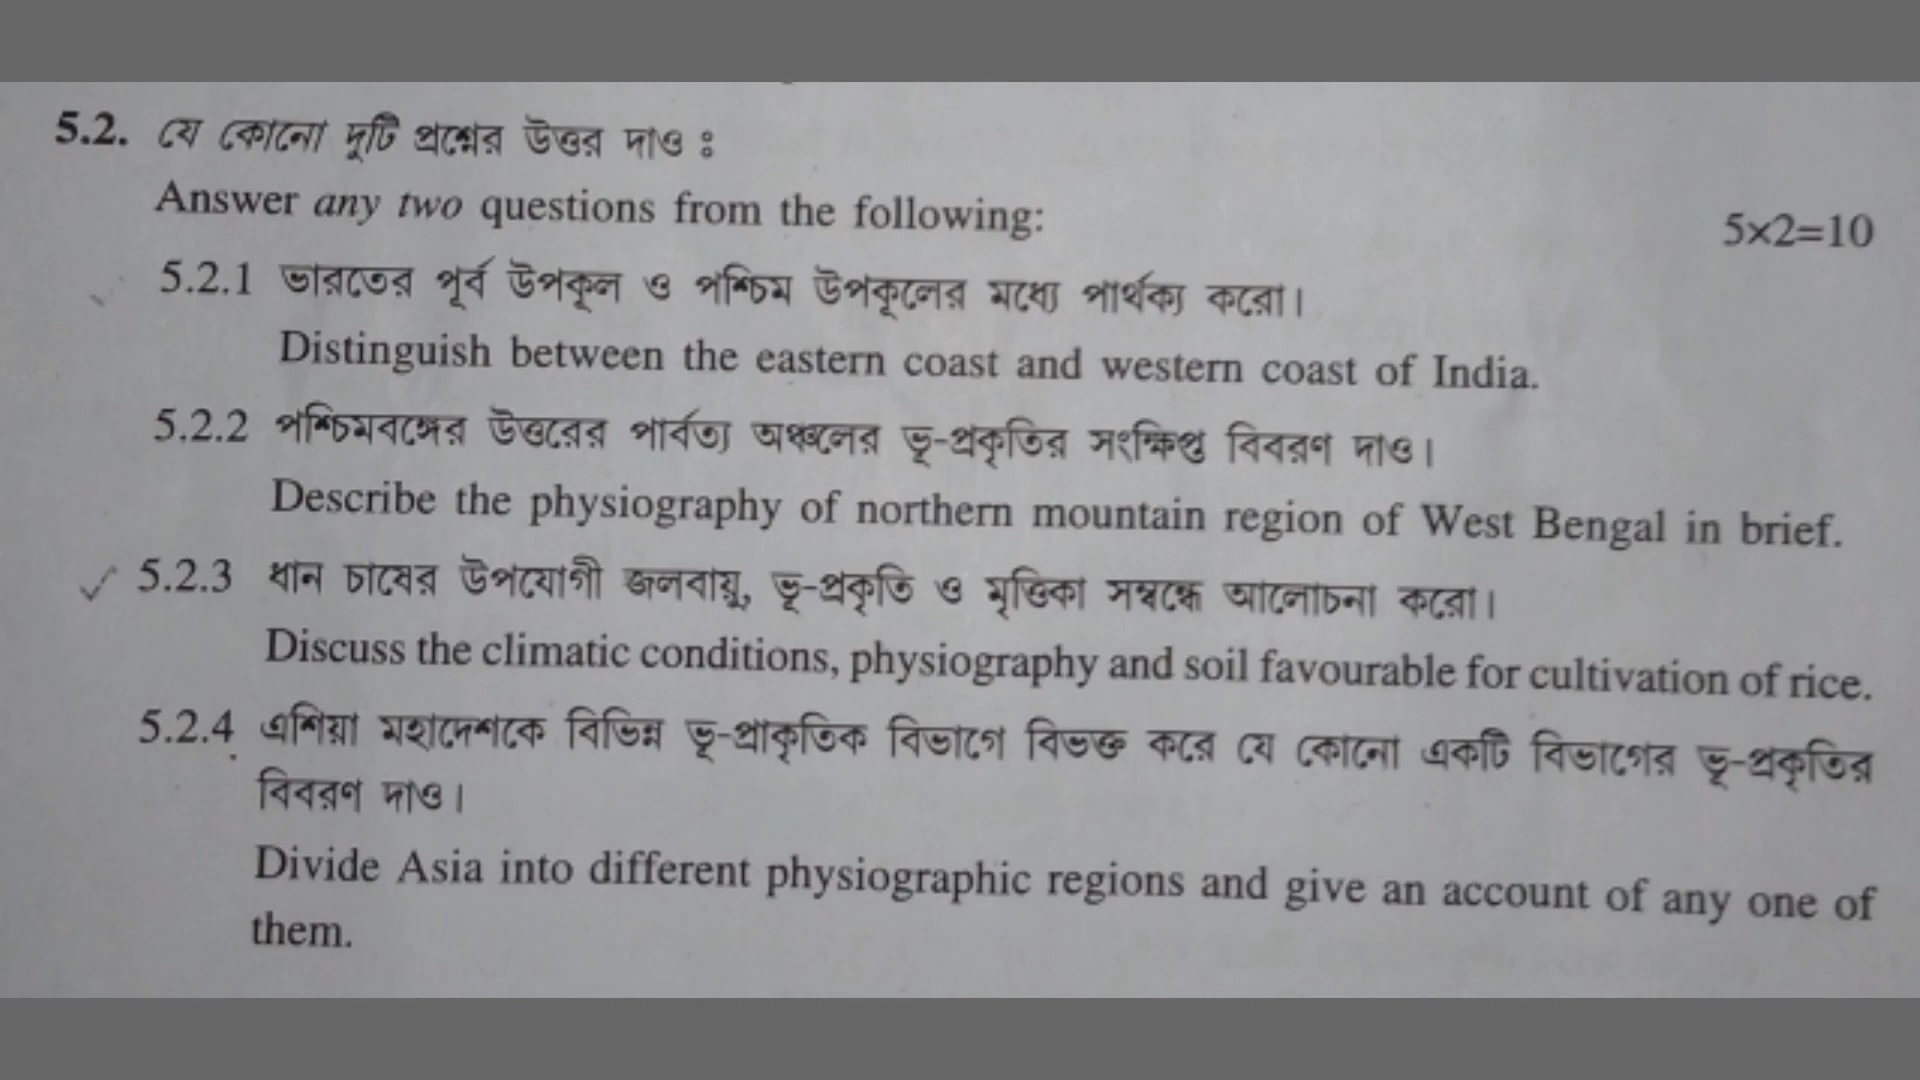 5.2. যে কোনো দুটি প্রশ্নের উত্তর দাও ঃ
Answer any two questions from the following: 5×2=10
5.2.1 ভারতের পূর্ব উপকূল ও পশ্চিম উপকূলের মধ্যে পার্থক্য করো।
Distinguish between the eastern coast and western coast of India.
5.2.2 পশ্চিমবঙ্গের উত্তরের পার্বত্য অঞ্চলের ভূ-প্রকৃতির সংক্ষিপ্ত বিবরণ দাও।
Describe the physiography of northern mountain region of West Bengal in brief.
5.2.3 ধান চাষের উপযোগী জলবায়ু, ভূ-প্রকৃতি ও মৃত্তিকা সম্বন্ধে আলোচনা করো।
Discuss the climatic conditions, physiography and soil favourable for cultivation of rice.
5.2.4 এশিয়া মহাদেশকে বিভিন্ন ভূ-প্রাকৃতিক বিভাগে বিভক্ত করে যে কোনো একটি বিভাগের ভূ-প্রকৃতির
বিবরণ দাও।
Divide Asia into different physiographic regions and give an account of any one of
them.